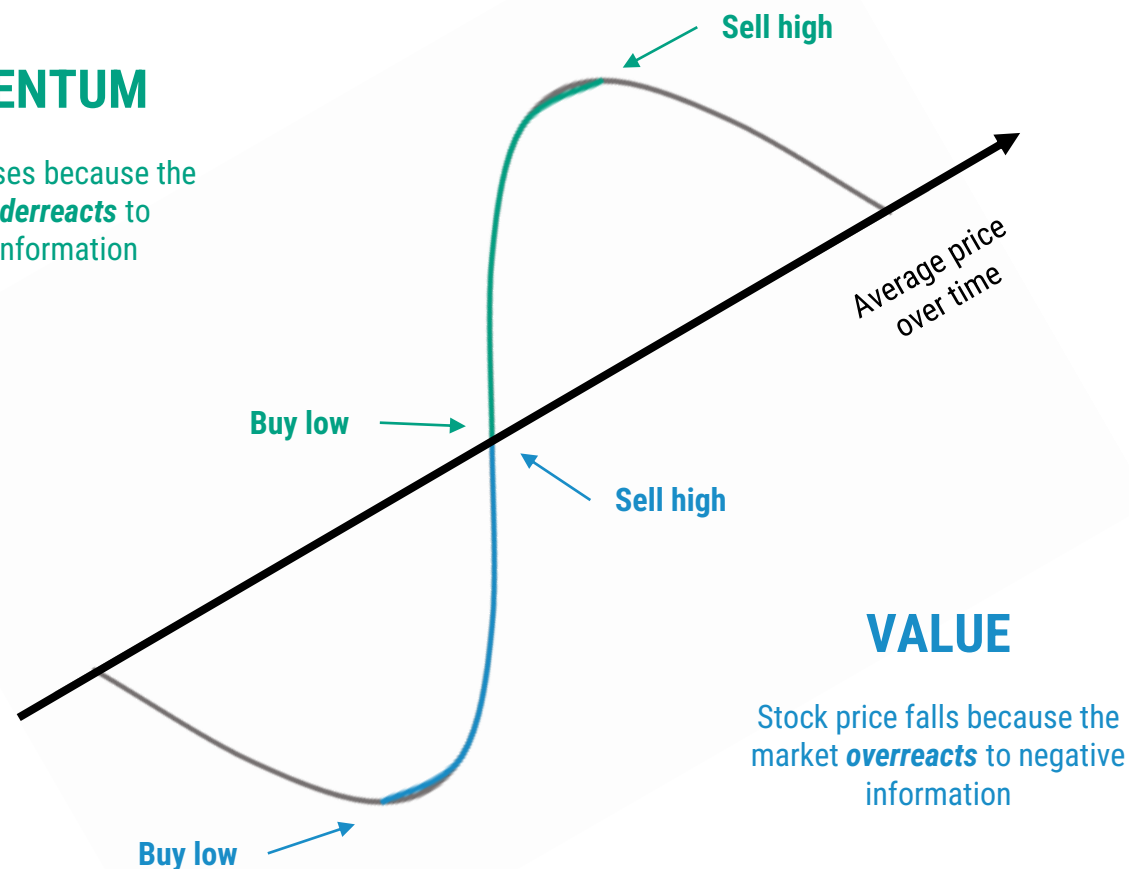 Sell high
ENTUM
ses because the
derreacts to
nformation
Average price
over time
Buy low
Sell high
VALUE
Stock price falls because the
market overreacts to negative
information
Buy low